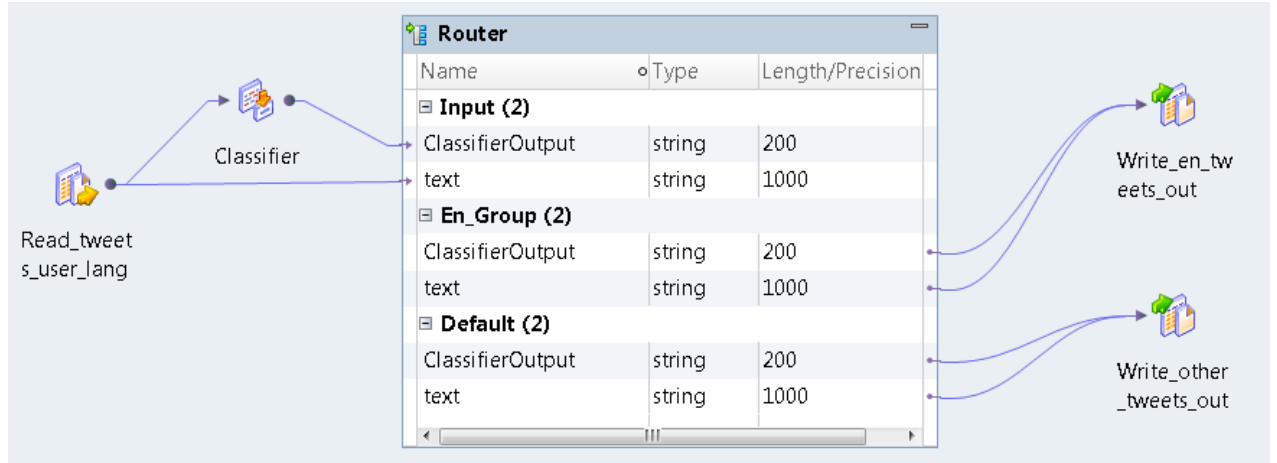 Router
Name Type Length/Precision
Input (2)
ClassifierOutput string 200
text string 1000
En_Group (2)
ClassifierOutput string 200
text string 1000
Default (2)
ClassifierOutput string 200
text string 1000
Classifier
Read_tweet
s_user_lang
Write_en_tw
eets_out
Write_other
_tweets_out